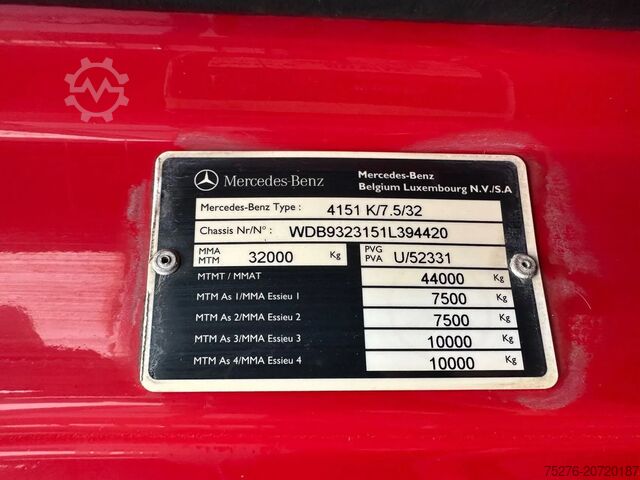 Mercedes-Benz
Mercedes-Benz
Belgium Luxembourg N.V./S.A
Mercedes-Benz Type : 4151 K/7.5/32
Chassis Nr/N° : WDB9323151L394420
MMA
MTM 32000 Kg
PVG
PVA U/52331
MTMT / MMAT 44000 Kg
MTM As 1/MMA Essieu 1 7500 Kg
MTM As 2/MMA Essieu 2 7500 Kg
MTM As 3/MMA Essieu 3 10000 Kg
MTM As 4/MMA Essieu 4 10000 Kg
75276-20720187